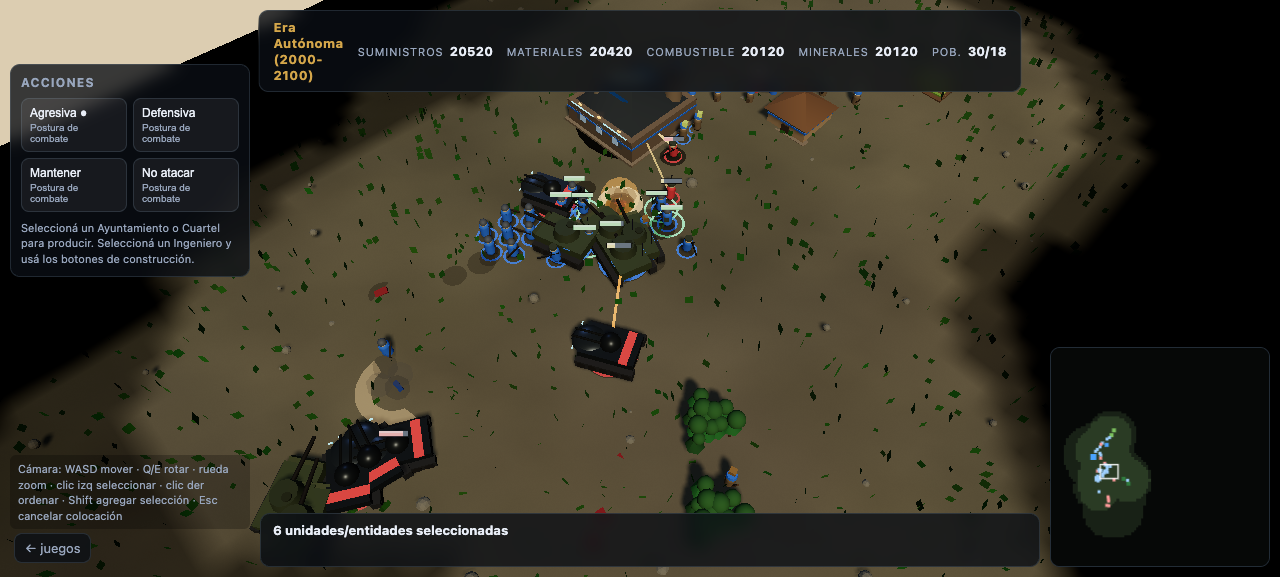 Era
Autónoma
(2000-
2100)
SUMINISTROS 20520 MATERIALES 20420 COMBUSTIBLE 20120 MINERALES 20120 POB. 30/18
ACCIONES
Agresiva ●
Postura de
combate
Defensiva
Postura de
combate
Mantener
Postura de
combate
No atacar
Postura de
combate
Seleccioná un Ayuntamiento o Cuartel
para producir. Seleccioná un Ingeniero y
usá los botones de construcción.
Cámara: WASD mover · Q/E rotar · rueda
zoom · clic izq seleccionar · clic der
ordenar · Shift agregar selección · Esc
cancelar colocación
← juegos
6 unidades/entidades seleccionadas